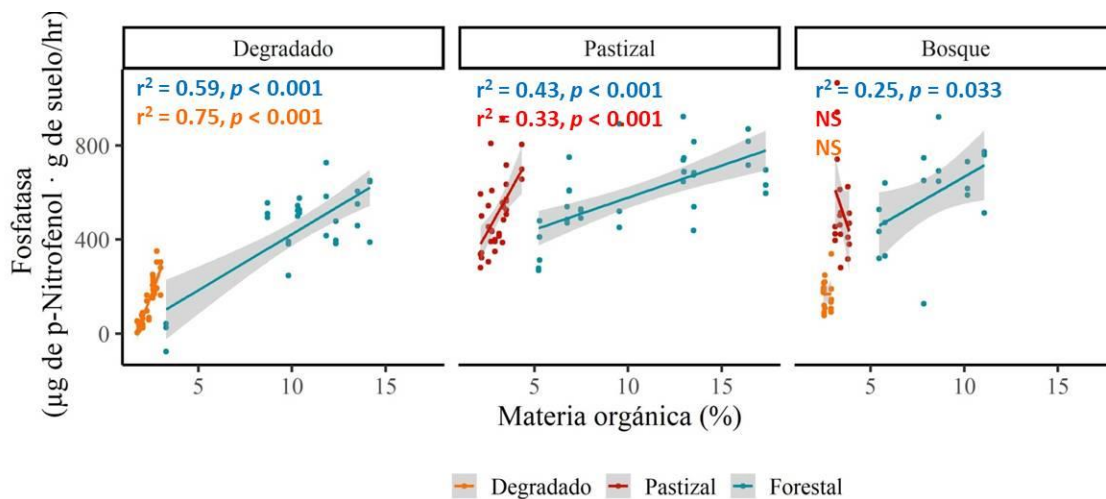 Degradado
Pastizal
Bosque
r² = 0.59, p < 0.001
r² = 0.75, p < 0.001
r² = 0.43, p < 0.001
r² = 0.33, p < 0.001
r² = 0.25, p = 0.033
NS
NS
Fosfatasa
(µg de p-Nitrofenol · g de suelo/hr)
800
400
0
5 10 15
5 10 15
5 10 15
Materia orgánica (%)
Degradado Pastizal Forestal